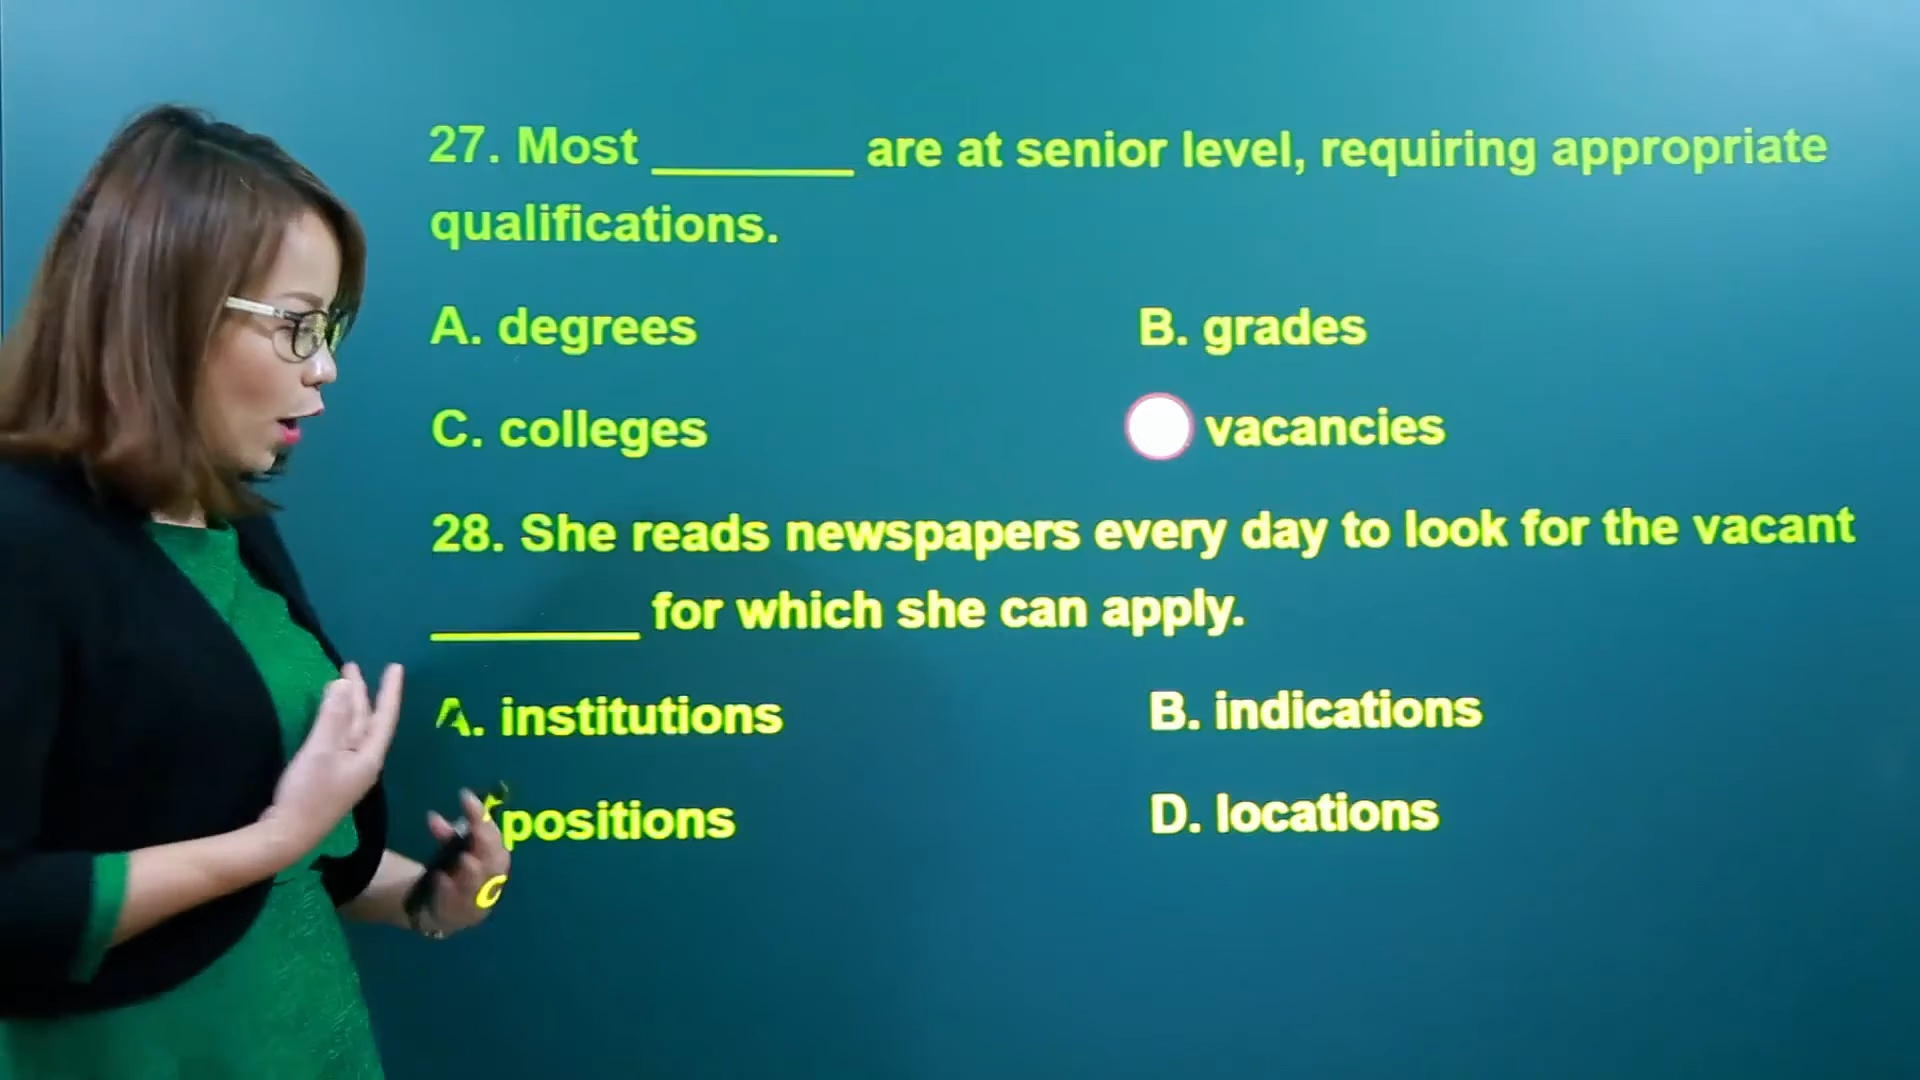 27. Most ________ are at senior level, requiring appropriate
qualifications.
A. degrees B. grades
C. colleges vacancies
28. She reads newspapers every day to look for the vacant
________ for which she can apply.
A. institutions B. indications
positions D. locations